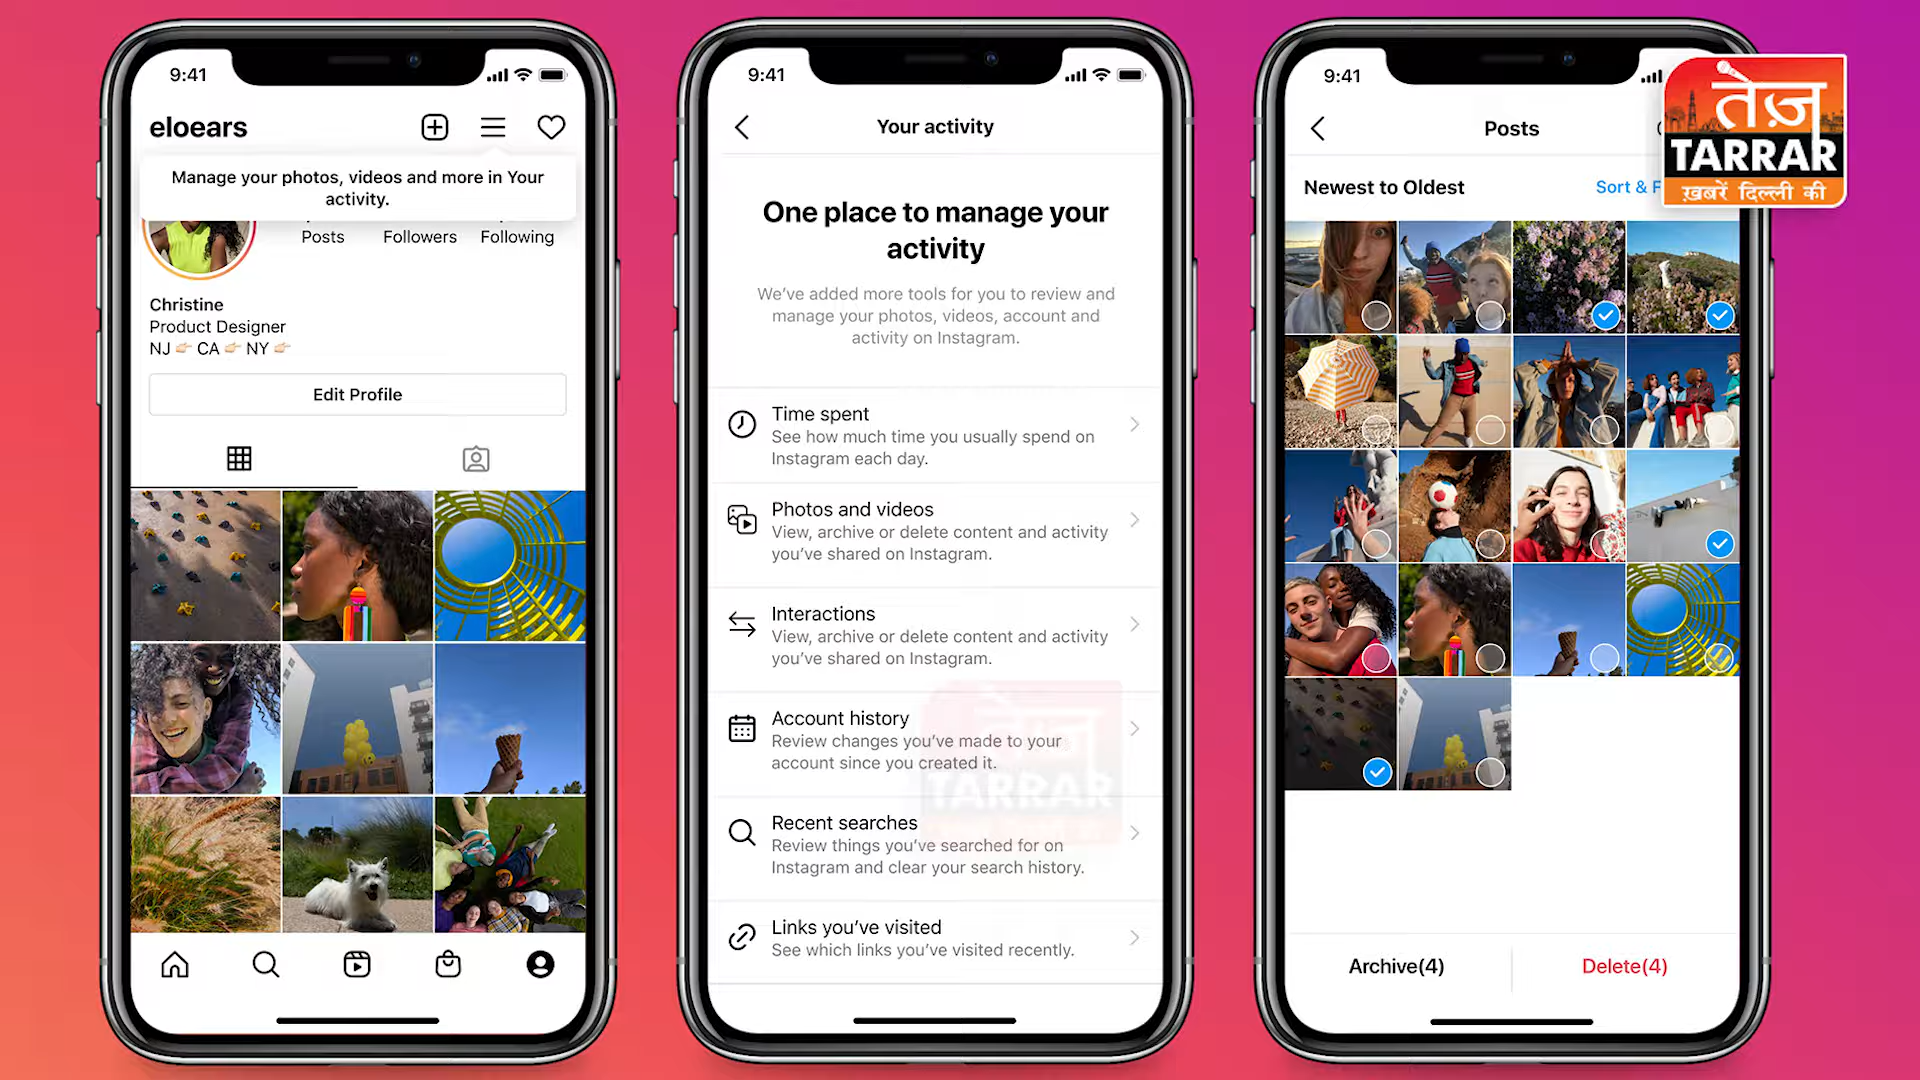 9:41
eloears
Manage your photos, videos and more in Your
activity.
Posts Followers Following
Christine
Product Designer
NJ 👉🏻 CA 👉🏻 NY 👉🏻
Edit Profile
9:41
Your activity
One place to manage your
activity
We've added more tools for you to review and
manage your photos, videos, account and
activity on Instagram.
Time spent
See how much time you usually spend on
Instagram each day.
Photos and videos
View, archive or delete content and activity
you've shared on Instagram.
Interactions
View, archive or delete content and activity
you've shared on Instagram.
Account history
Review changes you've made to your
account since you created it.
Recent searches
Review things you've searched for on
Instagram and clear your search history.
Links you've visited
See which links you've visited recently.
तेज़
TARRAR
9:41
Posts
Newest to Oldest
Sort &
Archive(4)
Delete(4)
तेज़
TARRAR
ख़बरें दिल्ली की